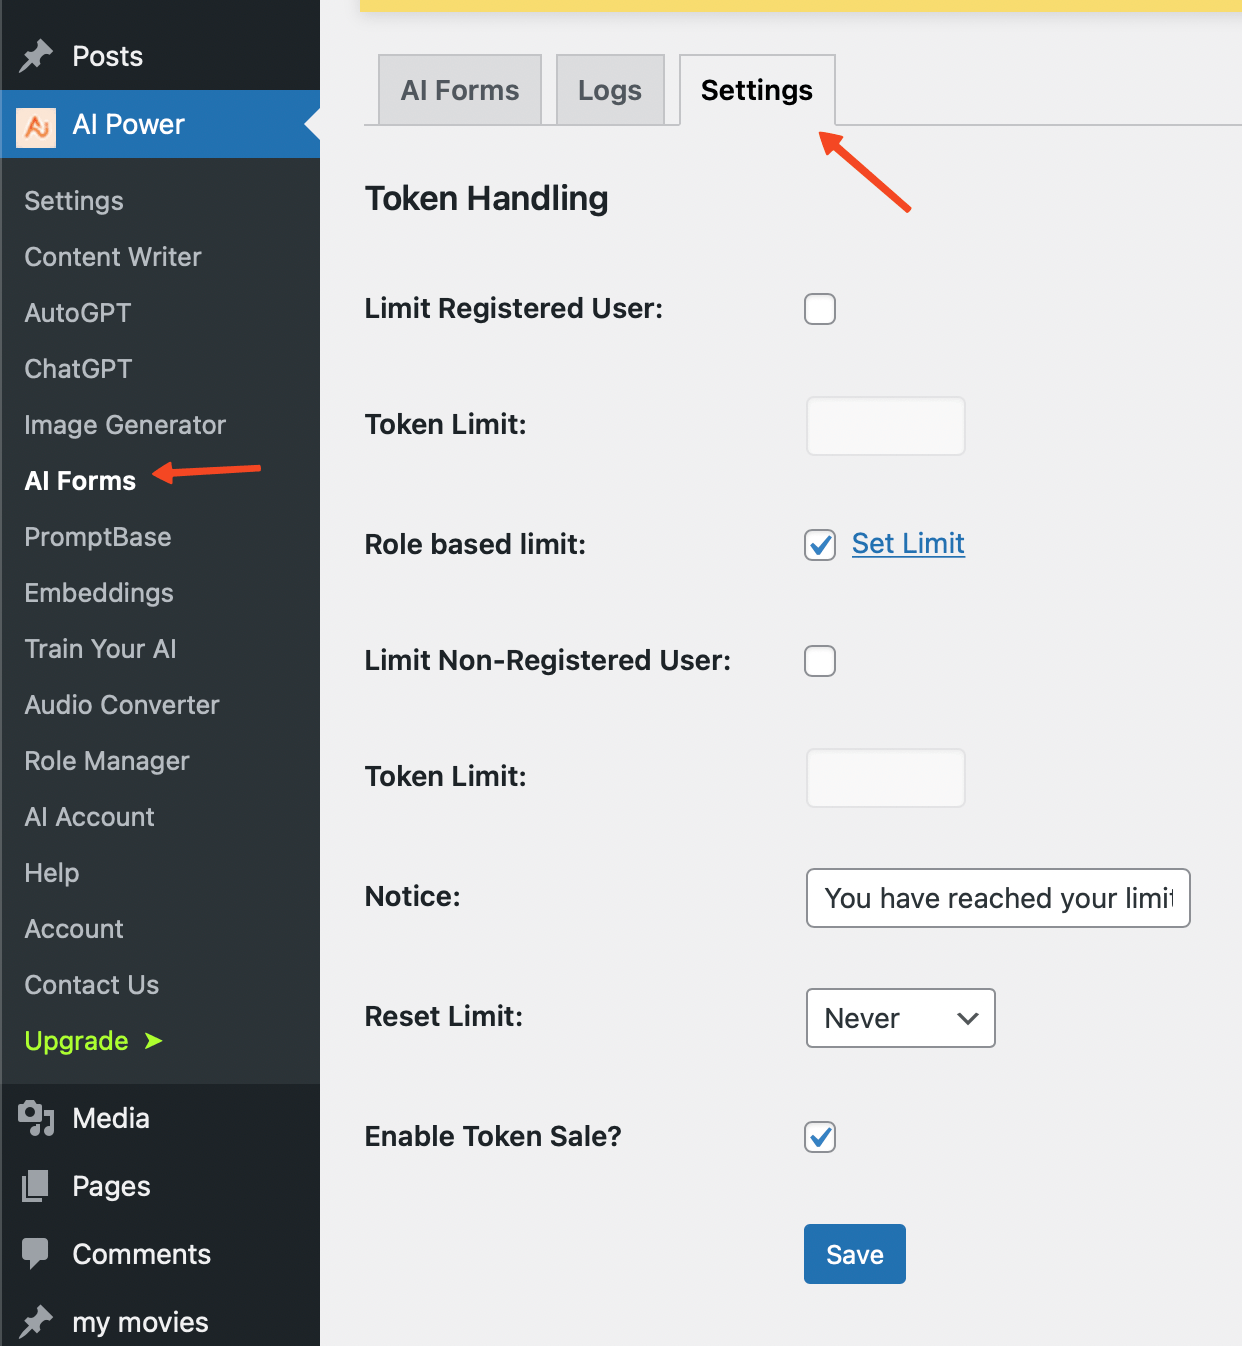 Posts
AI Power
Settings
Content Writer
AutoGPT
ChatGPT
Image Generator
AI Forms
PromptBase
Embeddings
Train Your AI
Audio Converter
Role Manager
AI Account
Help
Account
Contact Us
Upgrade ➤
Media
Pages
Comments
my movies
AI Forms
Logs
Settings
Token Handling
Limit Registered User:
Token Limit:
Role based limit: Set Limit
Limit Non-Registered User:
Token Limit:
Notice: You have reached your limit
Reset Limit: Never
Enable Token Sale?
Save